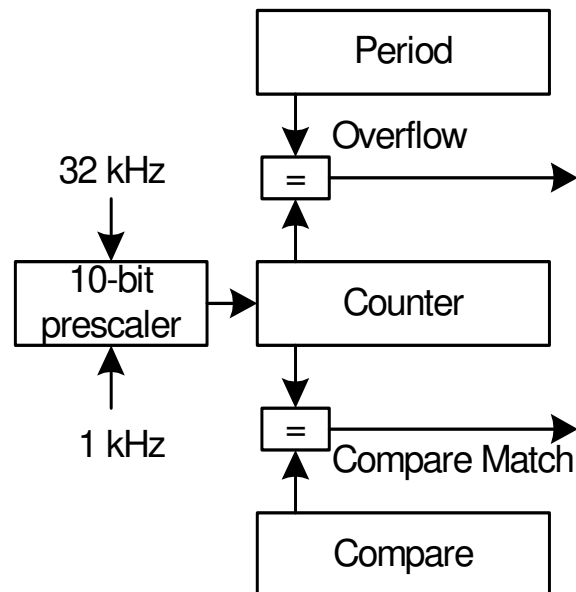 Period
Overflow
=
32 kHz
10-bit
prescaler
Counter
1 kHz
=
Compare Match
Compare